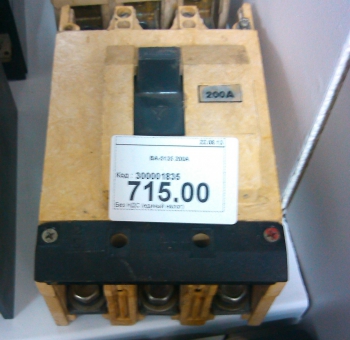 200A
22.08.13
ВА-5135 200А
Код : 300001835
715.00
Без НДС (единый налог)